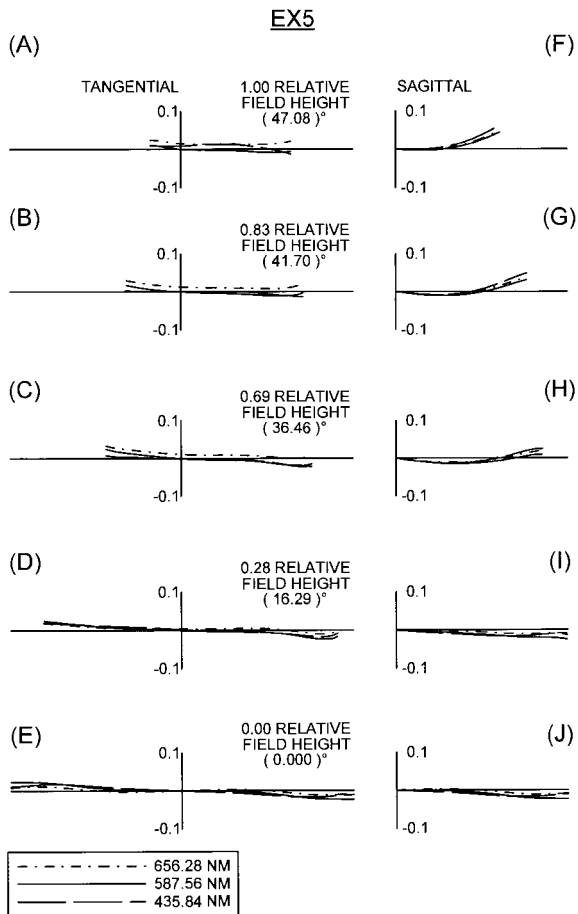 EX5
(A) (F)
TANGENTIAL 1.00 RELATIVE SAGITTAL
FIELD HEIGHT
0.1 ( 47.08 )° 0.1
-0.1 -0.1
(B) (G)
0.83 RELATIVE
FIELD HEIGHT
0.1 ( 41.70 )° 0.1
-0.1 -0.1
(C) (H)
0.69 RELATIVE
FIELD HEIGHT
0.1 ( 36.46 )° 0.1
-0.1 -0.1
(D) (I)
0.28 RELATIVE
FIELD HEIGHT
0.1 ( 16.29 )° 0.1
-0.1 -0.1
(E) (J)
0.00 RELATIVE
FIELD HEIGHT
0.1 ( 0.000 )° 0.1
-0.1 -0.1
656.28 NM
587.56 NM
435.84 NM